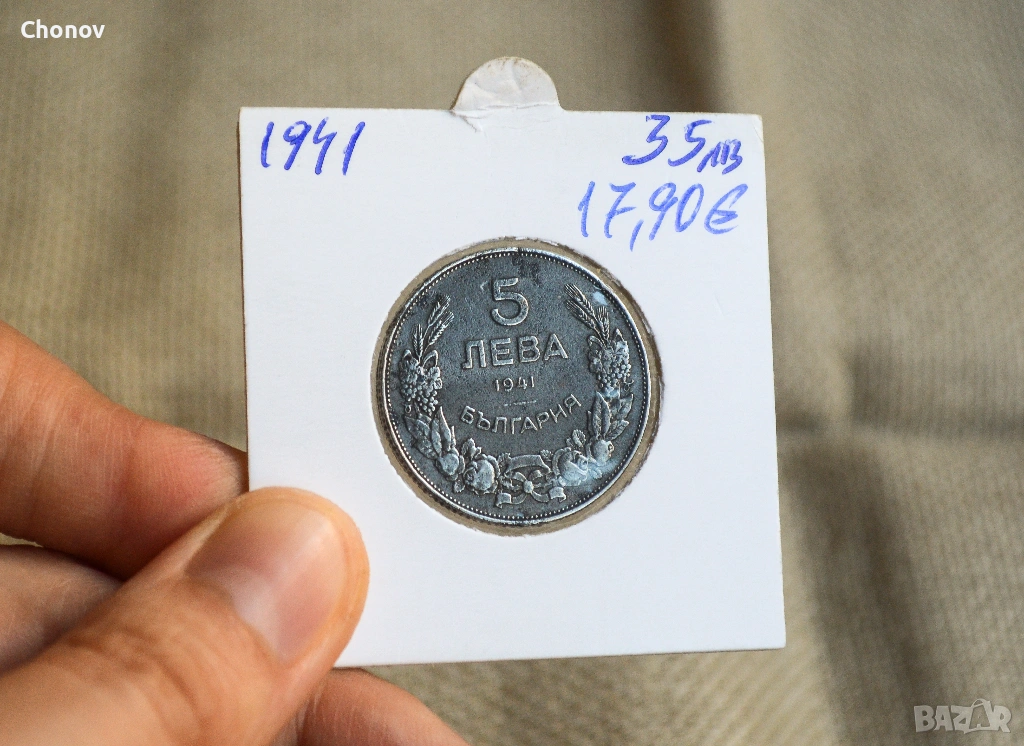 Chonov
1941
35лв
17,90€
5
ЛЕВА
1941
БЪЛГАРИЯ
BAZAR